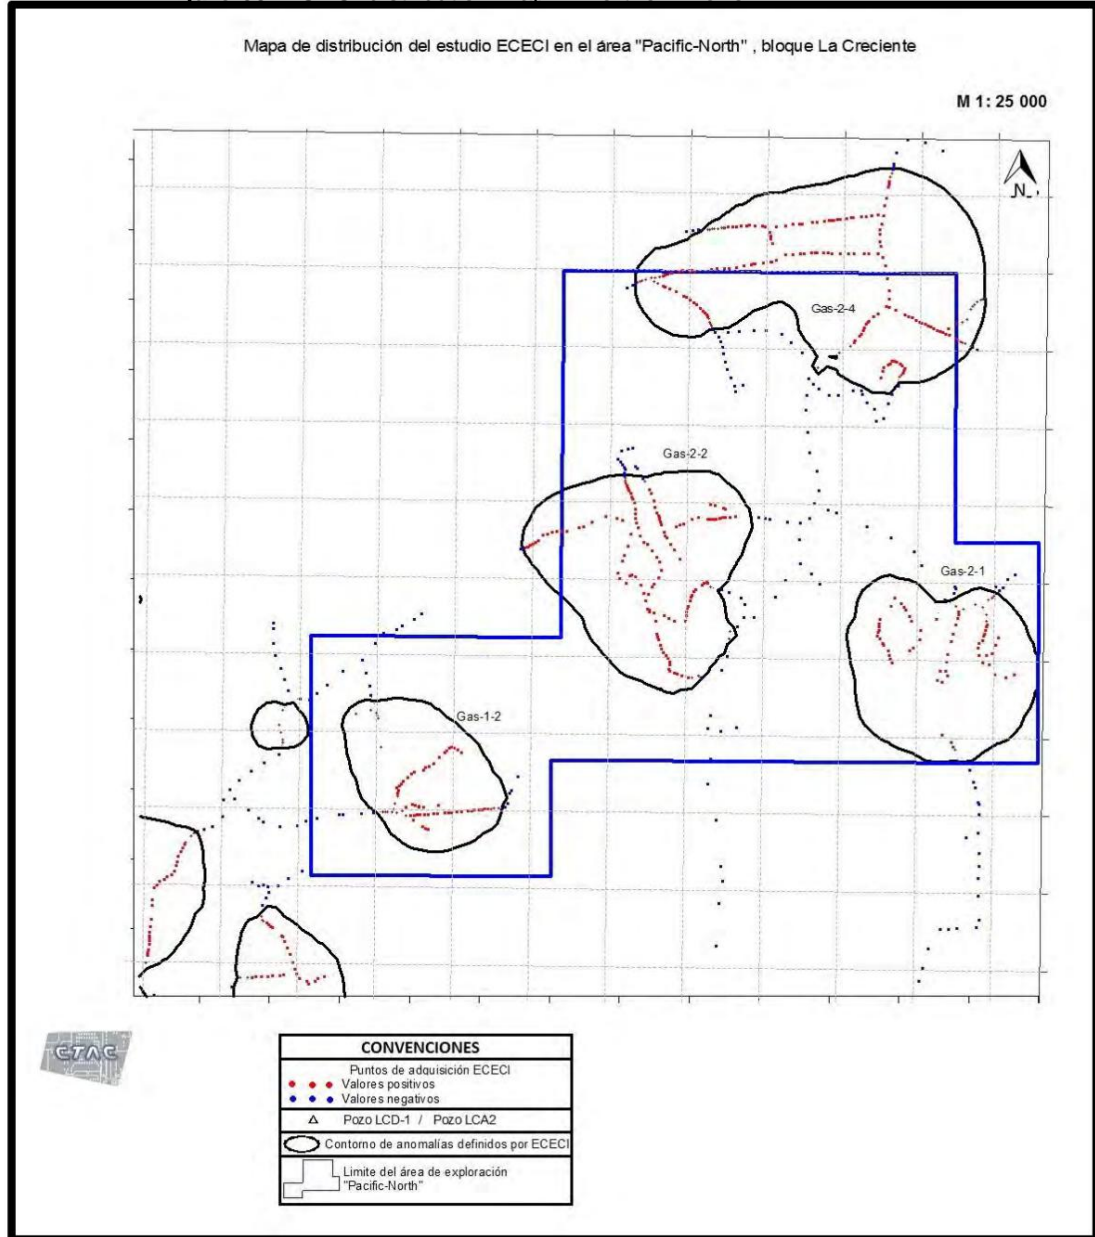 Mapa de distribución del estudio ECECI en el área "Pacific-North" , bloque La Creciente
M 1: 25 000
N
Gas-2-4
Gas-2-2
Gas-2-1
Gas-1-2
CTAC
CONVENCIONES
Puntos de adquisición ECECI
Valores positivos
Valores negativos
Pozo LCD-1 / Pozo LCA2
Contorno de anomalías definidos por ECECI
Limite del área de exploración
"Pacific-North"